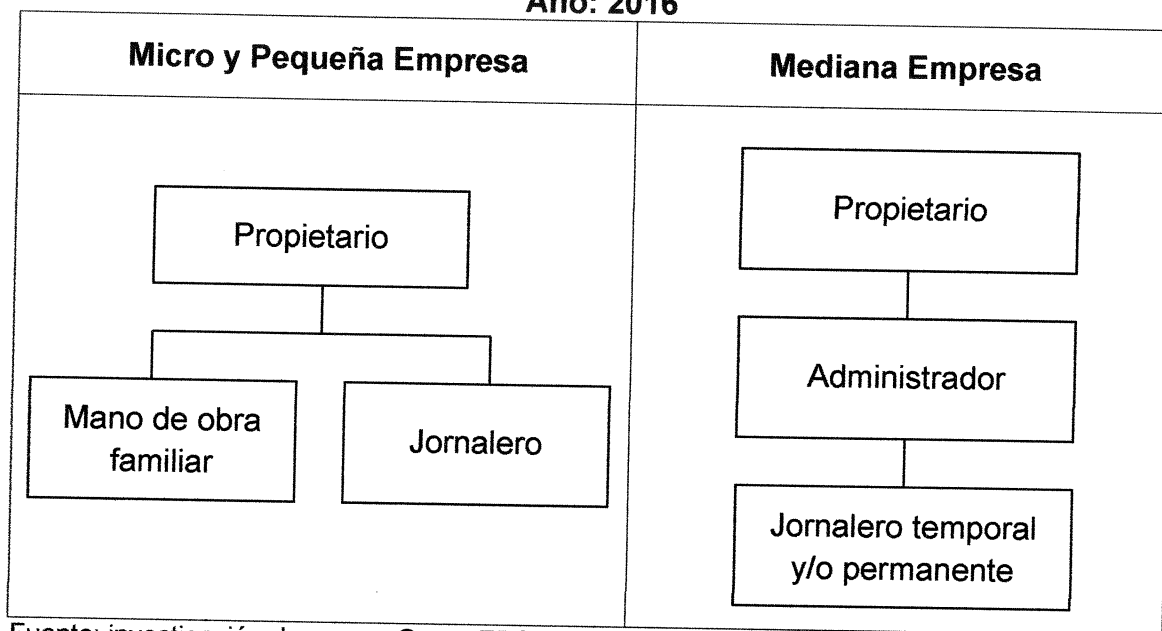 Año: 2016
Micro y Pequeña Empresa
Mediana Empresa
Propietario
Mano de obra
familiar
Jornalero
Propietario
Administrador
Jornalero temporal
y/o permanente
Fuente: investigación